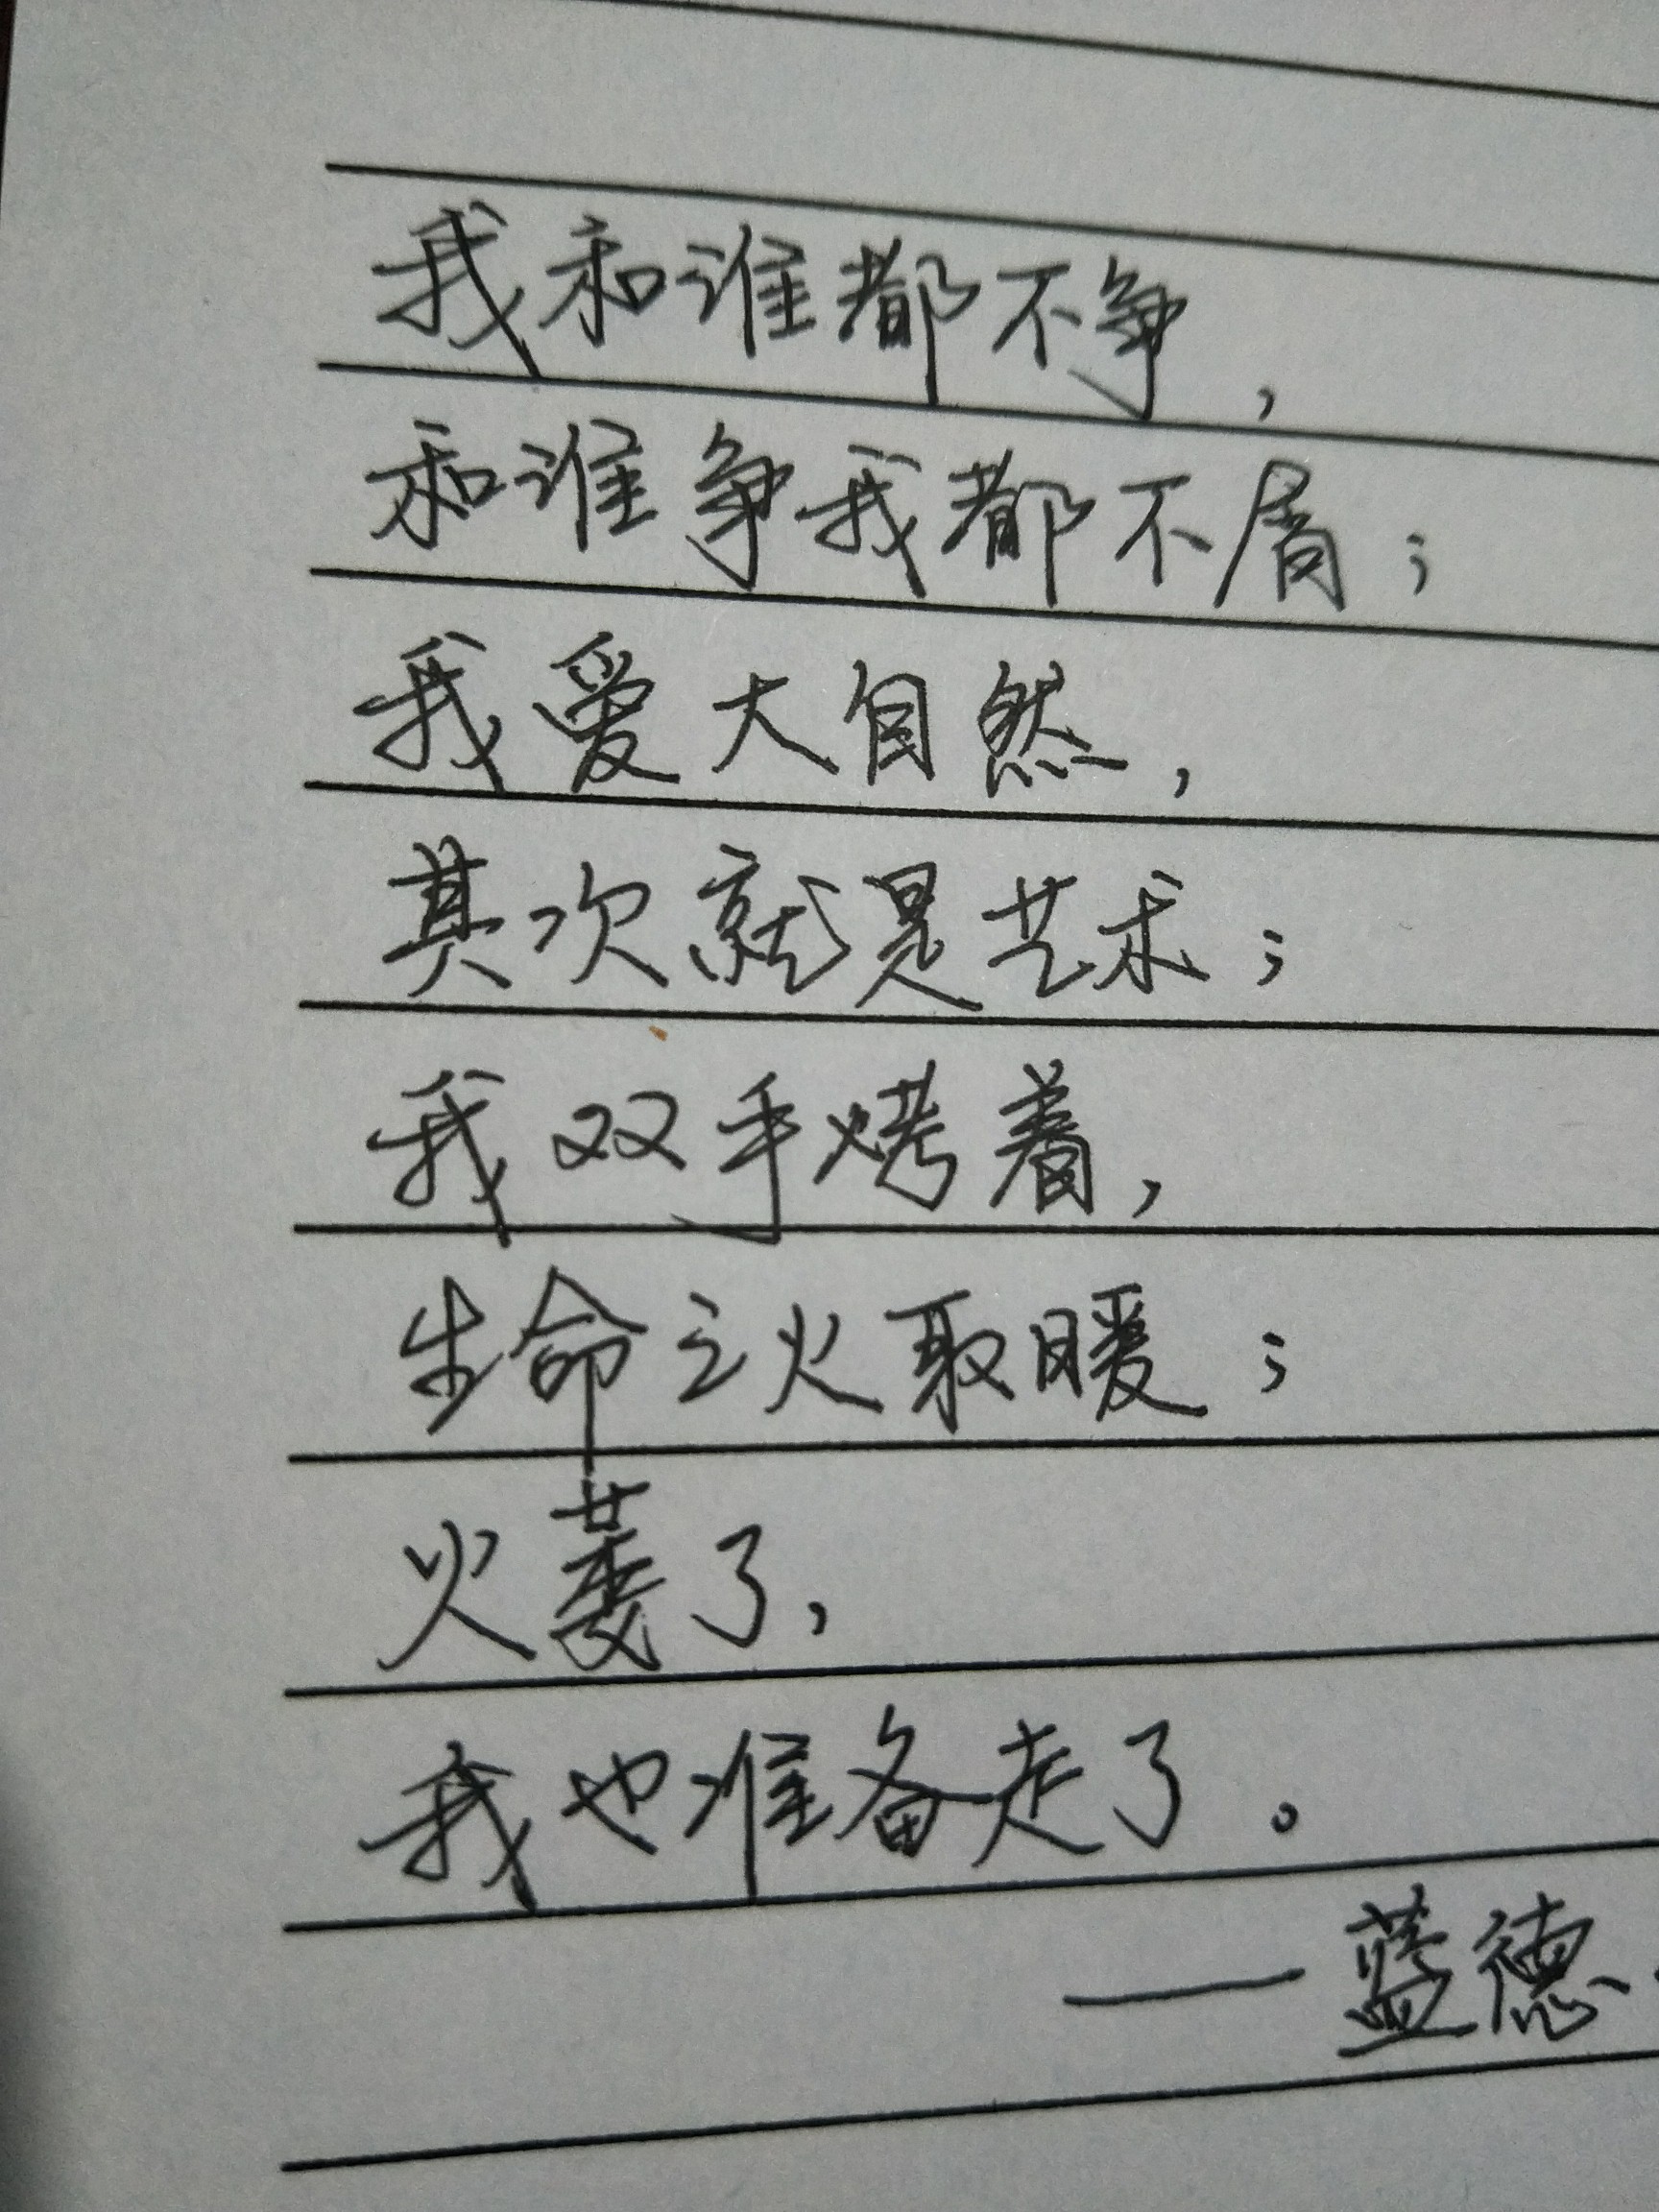 我和谁都不争，
和谁争我都不屑；
我爱大自然，
其次就是艺术；
我双手烤着，
生命之火取暖；
火萎了，
我也准备走了。
——蓝德